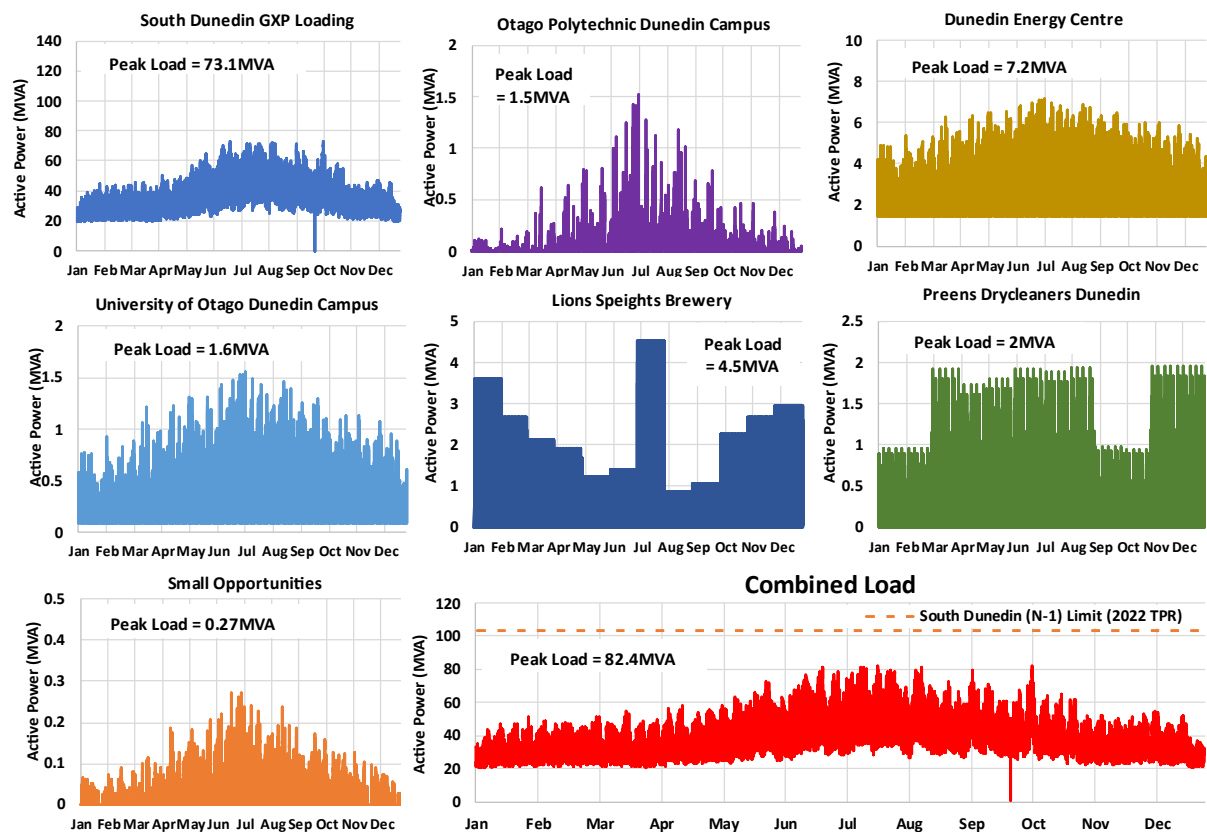 South Dunedin GXP Loading
Active Power (MVA)
140
120
100
80
60
40
20
0
Peak Load = 73.1MVA
Jan Feb Mar Apr May Jun Jul Aug Sep Oct Nov Dec
Otago Polytechnic Dunedin Campus
Active Power (MVA)
2
1.5
1
0.5
0
Peak Load
= 1.5MVA
Jan Feb Mar Apr May Jun Jul Aug Sep Oct Nov Dec
Dunedin Energy Centre
Active Power (MVA)
10
8
6
4
2
0
Peak Load = 7.2MVA
Jan Feb Mar Apr May Jun Jul Aug Sep Oct Nov Dec
University of Otago Dunedin Campus
Active Power (MVA)
2
1.5
1
0.5
0
Peak Load = 1.6MVA
Jan Feb Mar Apr May Jun Jul Aug Sep Oct Nov Dec
Lions Speights Brewery
Active Power (MVA)
5
4
3
2
1
0
Peak Load
= 4.5MVA
Jan Feb Mar Apr May Jun Jul Aug Sep Oct Nov Dec
Preens Drycleaners Dunedin
Active Power (MVA)
2.5
2
1.5
1
0.5
0
Peak Load = 2MVA
Jan Feb Mar Apr May Jun Jul Aug Sep Oct Nov Dec
Small Opportunities
Active Power (MVA)
0.5
0.4
0.3
0.2
0.1
0
Peak Load = 0.27MVA
Jan Feb Mar Apr May Jun Jul Aug Sep Oct Nov Dec
Combined Load
Active Power (MVA)
120
100
80
60
40
20
0
South Dunedin (N-1) Limit (2022 TPR)
Peak Load = 82.4MVA
Jan Feb Mar Apr May Jun Jul Aug Sep Oct Nov Dec